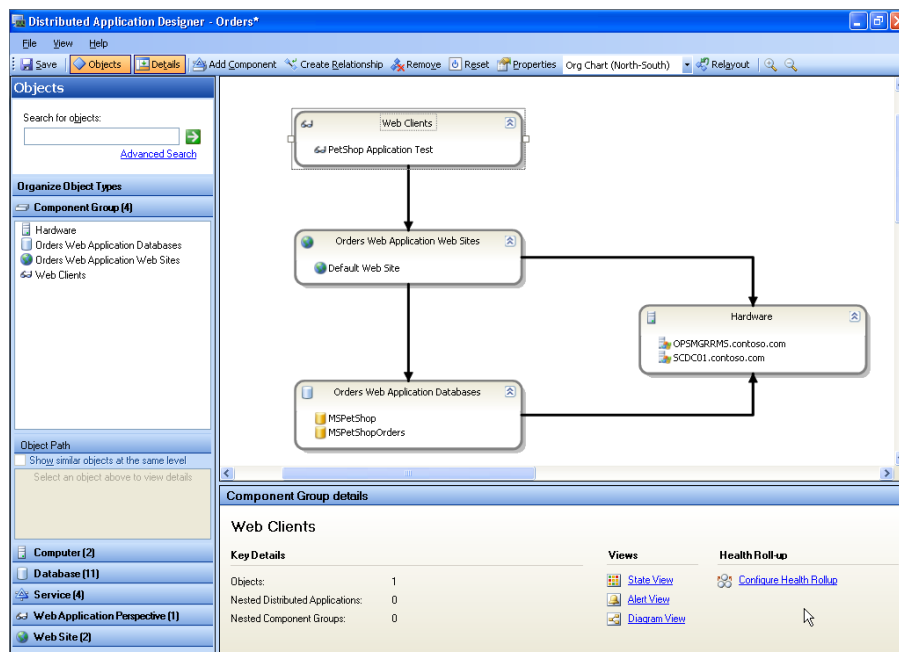 Distributed Application Designer - Orders*
File View Help
Save Objects Details Add Component Create Relationship Remove Reset Properties Org Chart (North-South) Relayout
Objects
Search for objects:
Advanced Search
Organize Object Types
Component Group (4)
Hardware
Orders Web Application Databases
Orders Web Application Web Sites
Web Clients
Object Path
Show similar objects at the same level
Select an object above to view details
Computer (2)
Database (11)
Service (4)
Web Application Perspective (1)
Web Site (2)
Web Clients
PetShop Application Test
Orders Web Application Web Sites
Default Web Site
Hardware
OPSMGRRMS.contoso.com
SCDC01.contoso.com
Orders Web Application Databases
MSPetShop
MSPetShopOrders
Component Group details
Web Clients
Key Details Views Health Roll-up
Objects: 1 State View Configure Health Rollup
Nested Distributed Applications: 0 Alert View
Nested Component Groups: 0 Diagram View